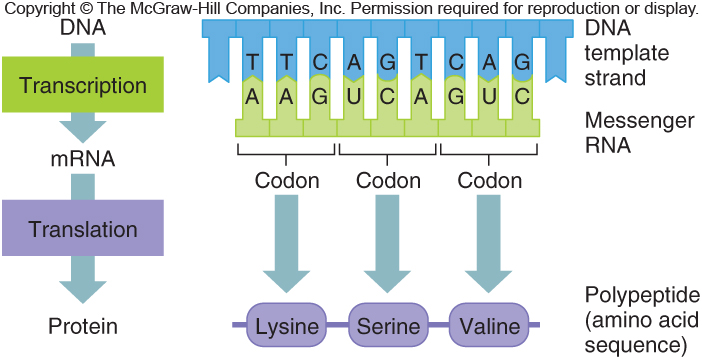 Copyright © The McGraw-Hill Companies, Inc. Permission required for reproduction or display.
DNA
Transcription
mRNA
Translation
Protein
T T C A G T C A G
A A G U C A G U C
DNA
template
strand
Messenger
RNA
Codon Codon Codon
Lysine Serine Valine
Polypeptide
(amino acid
sequence)